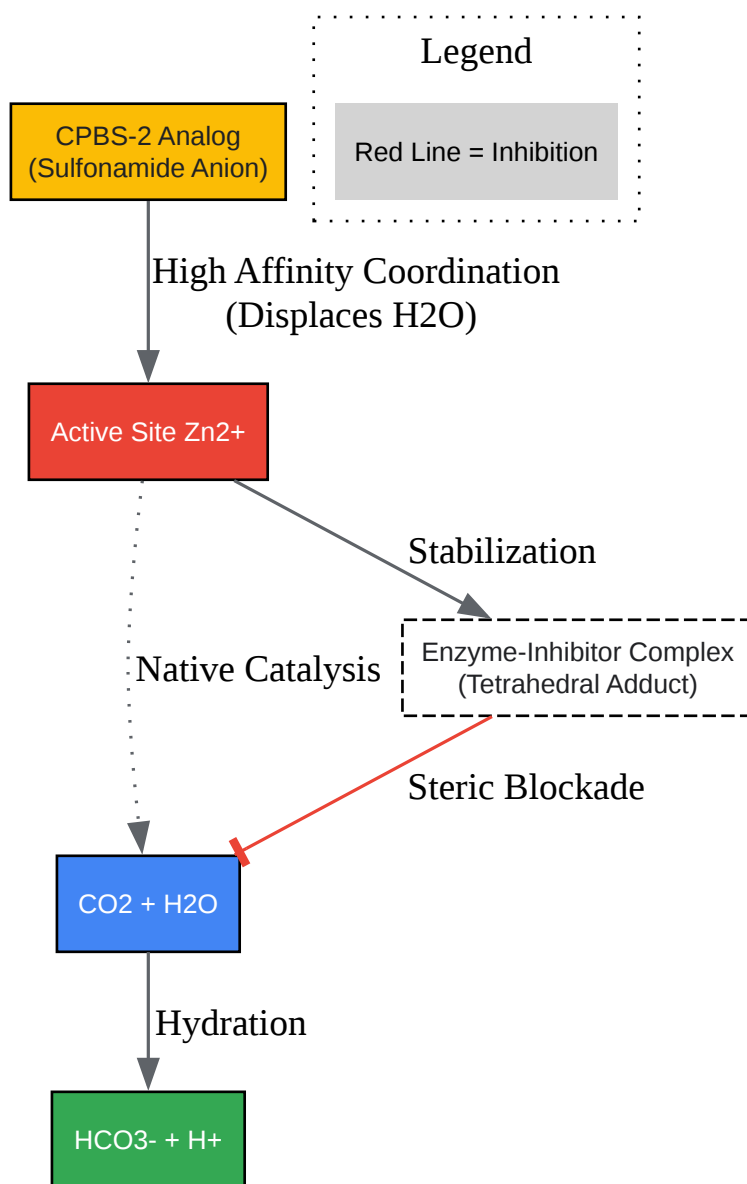 Legend
Red Line = Inhibition
CPBS-2 Analog
(Sulfonamide Anion)
High Affinity Coordination
(Displaces H2O)
Active Site Zn2+
Stabilization
Enzyme-Inhibitor Complex
(Tetrahedral Adduct)
Native Catalysis
Steric Blockade
CO2 + H2O
Hydration
HCO3- + H+